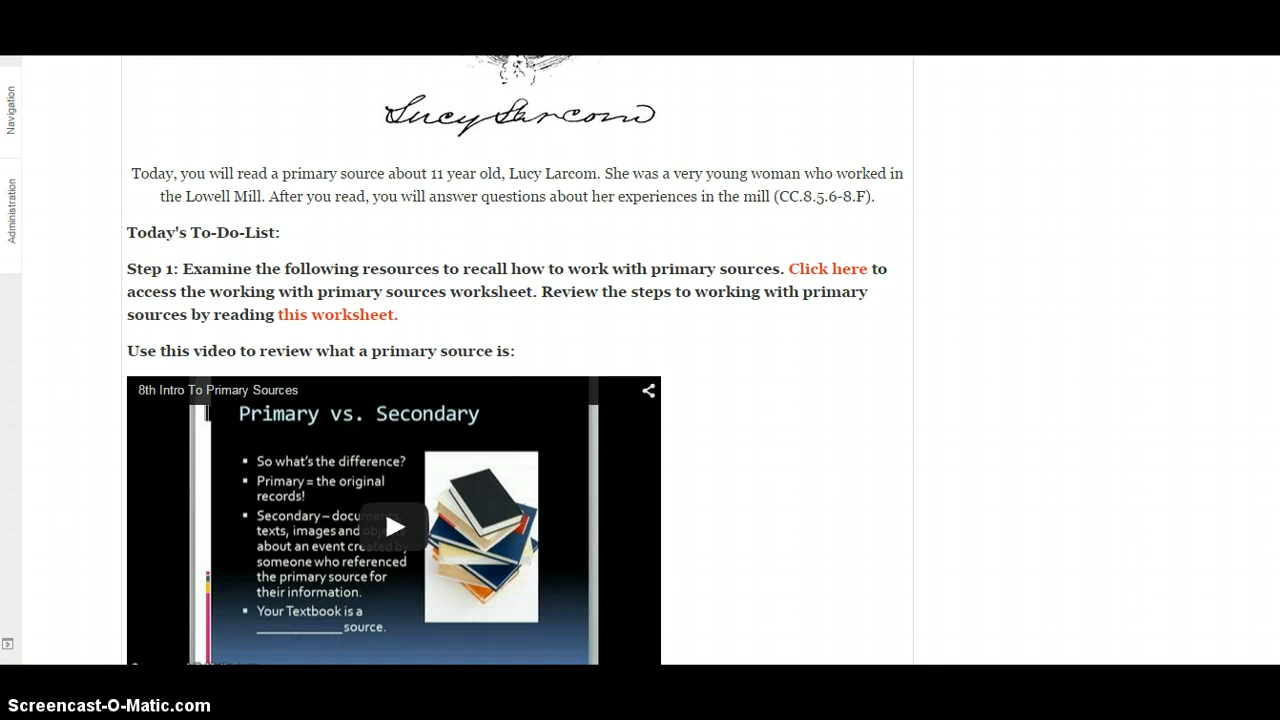 Navigation
Administration
Lucy Larcom
Today, you will read a primary source about 11 year old, Lucy Larcom. She was a very young woman who worked in
the Lowell Mill. After you read, you will answer questions about her experiences in the mill (CC.8.5.6-8.F).
Today's To-Do-List:
Step 1: Examine the following resources to recall how to work with primary sources. Click here to
access the working with primary sources worksheet. Review the steps to working with primary
sources by reading this worksheet.
Use this video to review what a primary source is:
8th Intro To Primary Sources
Primary vs. Secondary
So what's the difference?
Primary = the original
records!
Secondary – documents,
texts, images and objects
about an event created by
someone who referenced
the primary source for
their information.
Your Textbook is a
_____________ source.
Screencast-O-Matic.com